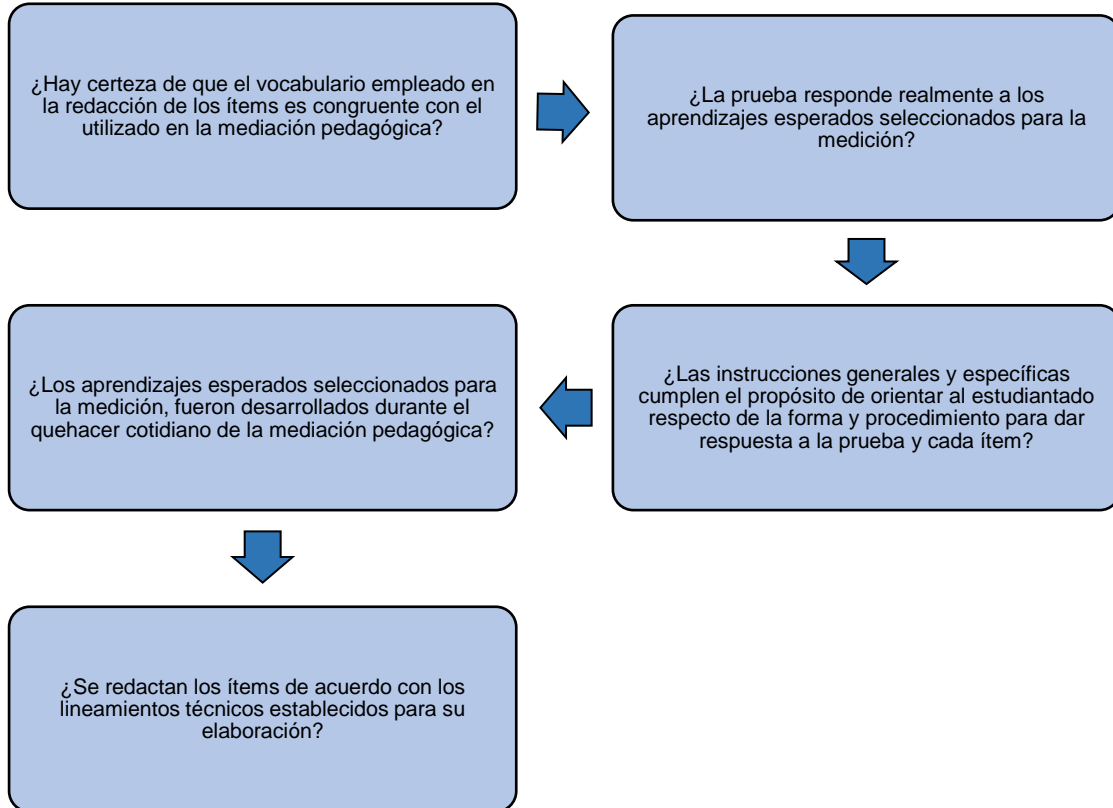 ¿Hay certeza de que el vocabulario empleado en
la redacción de los ítems es congruente con el
utilizado en la mediación pedagógica?
¿La prueba responde realmente a los
aprendizajes esperados seleccionados para la
medición?
¿Las instrucciones generales y específicas
cumplen el propósito de orientar al estudiantado
respecto de la forma y procedimiento para dar
respuesta a la prueba y cada ítem?
¿Los aprendizajes esperados seleccionados para
la medición, fueron desarrollados durante el
quehacer cotidiano de la mediación pedagógica?
¿Se redactan los ítems de acuerdo con los
lineamientos técnicos establecidos para su
elaboración?